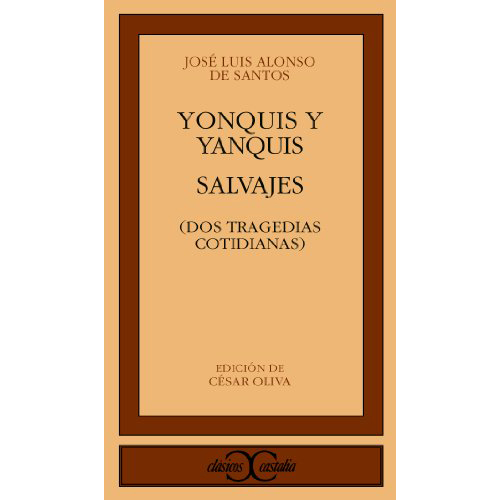 JOSÉ LUIS ALONSO
DE SANTOS
YONQUIS Y
YANQUIS
SALVAJES
(DOS TRAGEDIAS
COTIDIANAS)
EDICIÓN DE
CÉSAR OLIVA
clásicos castalia